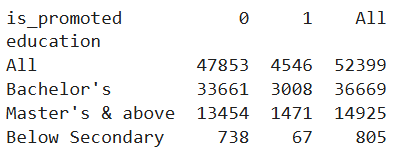 is_promoted 0 1 All
education
All 47853 4546 52399
Bachelor's 33661 3008 36669
Master's & above 13454 1471 14925
Below Secondary 738 67 805